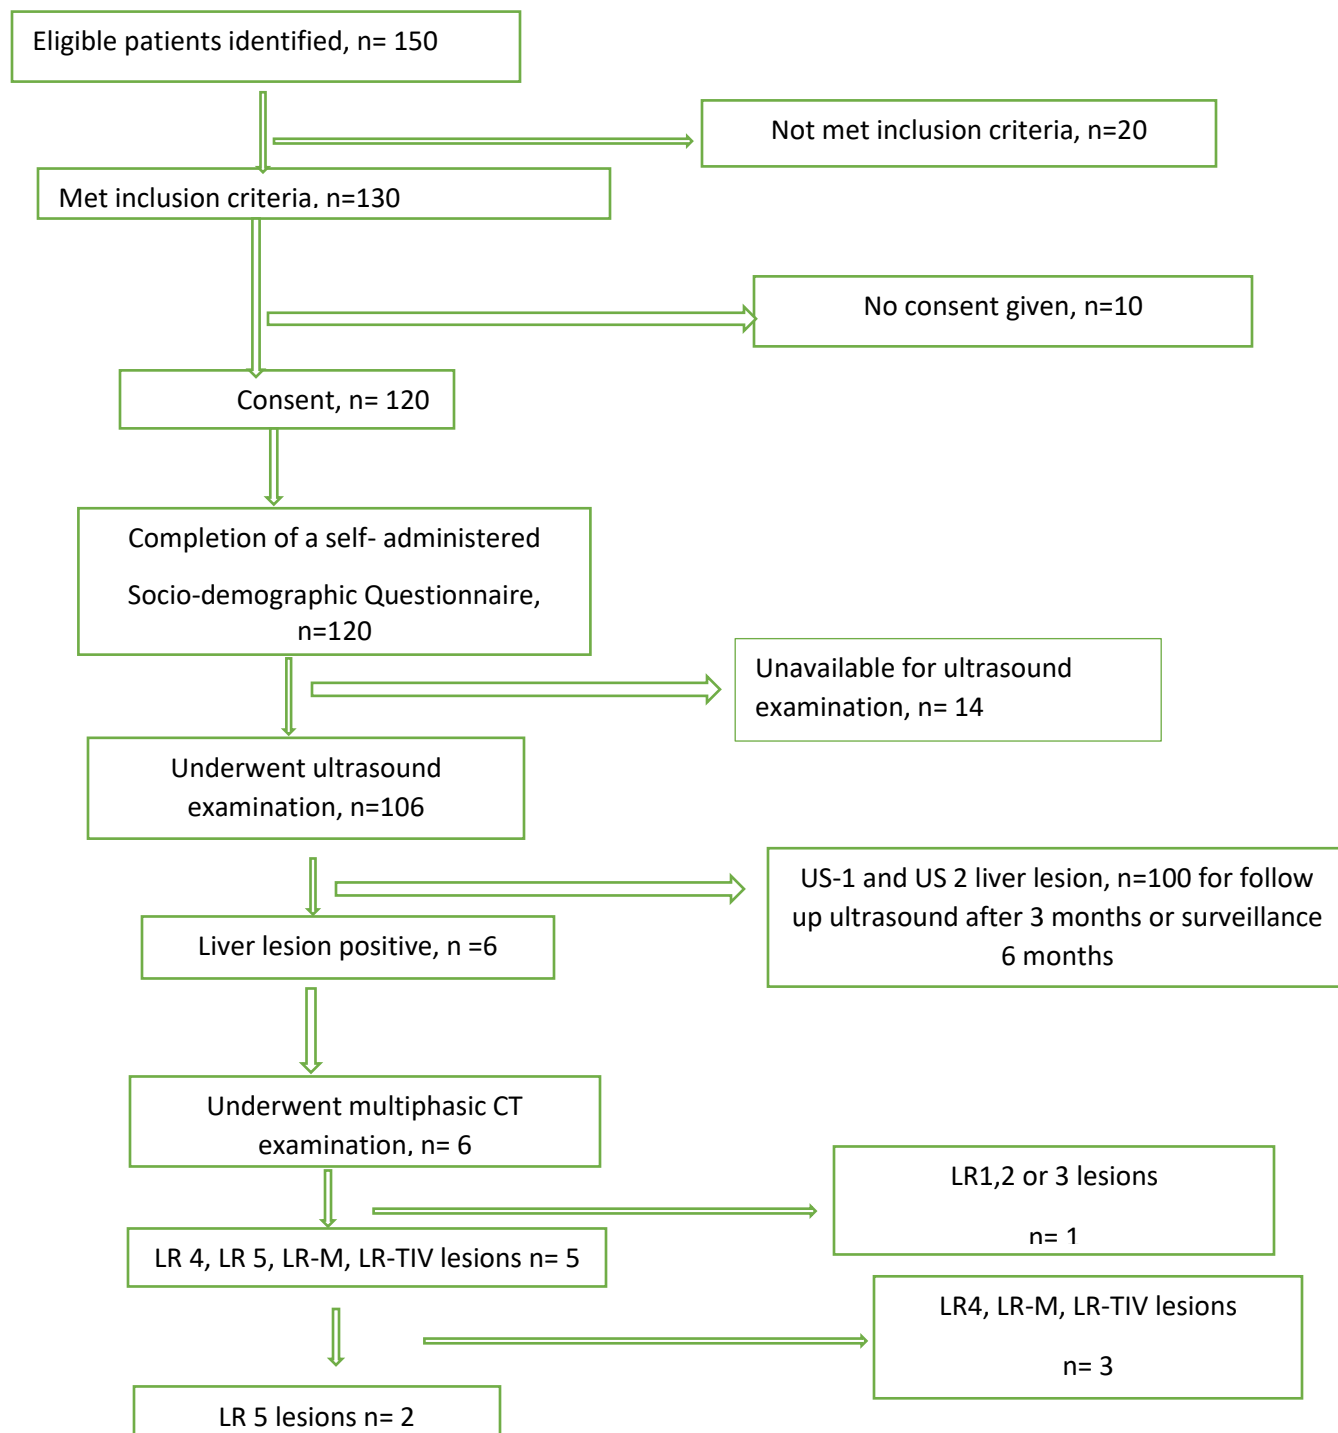 Eligible patients identified, n= 150
Not met inclusion criteria, n=20
Met inclusion criteria, n=130
No consent given, n=10
Consent, n= 120
Completion of a self- administered
Socio-demographic Questionnaire,
n=120
Unavailable for ultrasound
examination, n= 14
Underwent ultrasound
examination, n=106
US-1 and US 2 liver lesion, n=100 for follow
up ultrasound after 3 months or surveillance
6 months
Liver lesion positive, n =6
Underwent multiphasic CT
examination, n= 6
LR1,2 or 3 lesions
n= 1
LR 4, LR 5, LR-M, LR-TIV lesions n= 5
LR4, LR-M, LR-TIV lesions
n= 3
LR 5 lesions n= 2